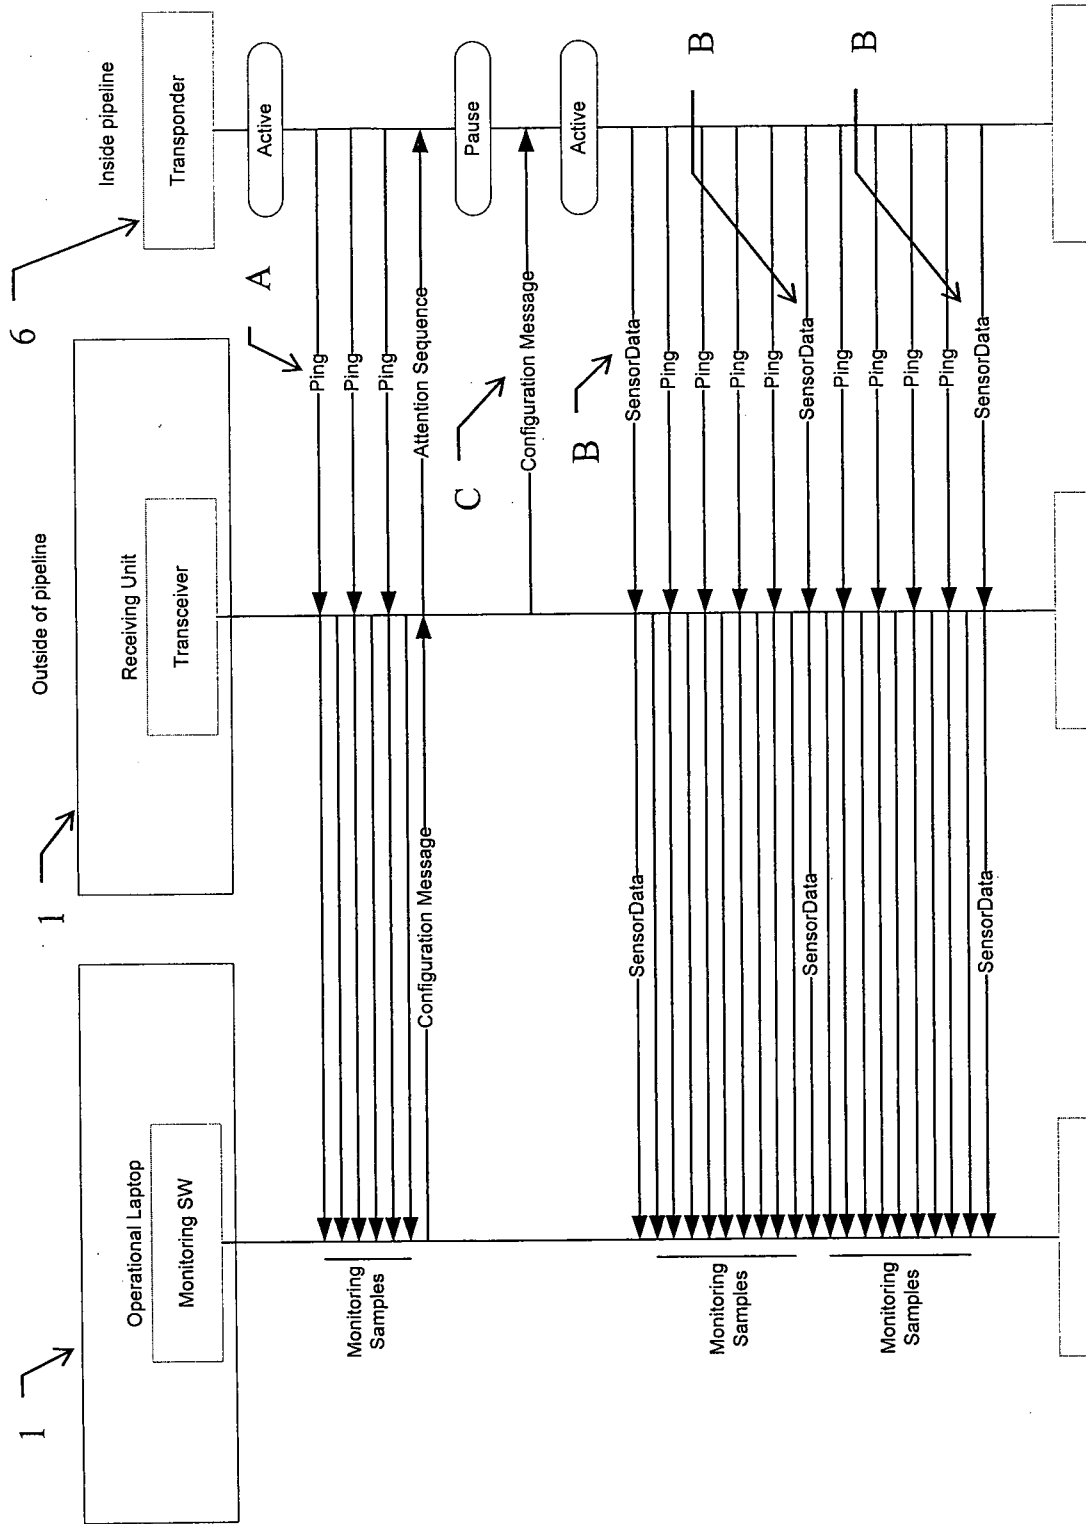 1
1
6
Outside of pipeline
Inside pipeline
Operational Laptop
Receiving Unit
Monitoring SW
Transceiver
Transponder
A
Active
Ping
Ping
Ping
Monitoring
Samples
Configuration Message
Attention Sequence
Pause
C
Configuration Message
Active
B
SensorData
SensorData
Ping
Ping
B
Ping
Ping
Monitoring
Samples
SensorData
SensorData
Ping
B
Ping
Ping
Ping
Monitoring
Samples
SensorData
SensorData